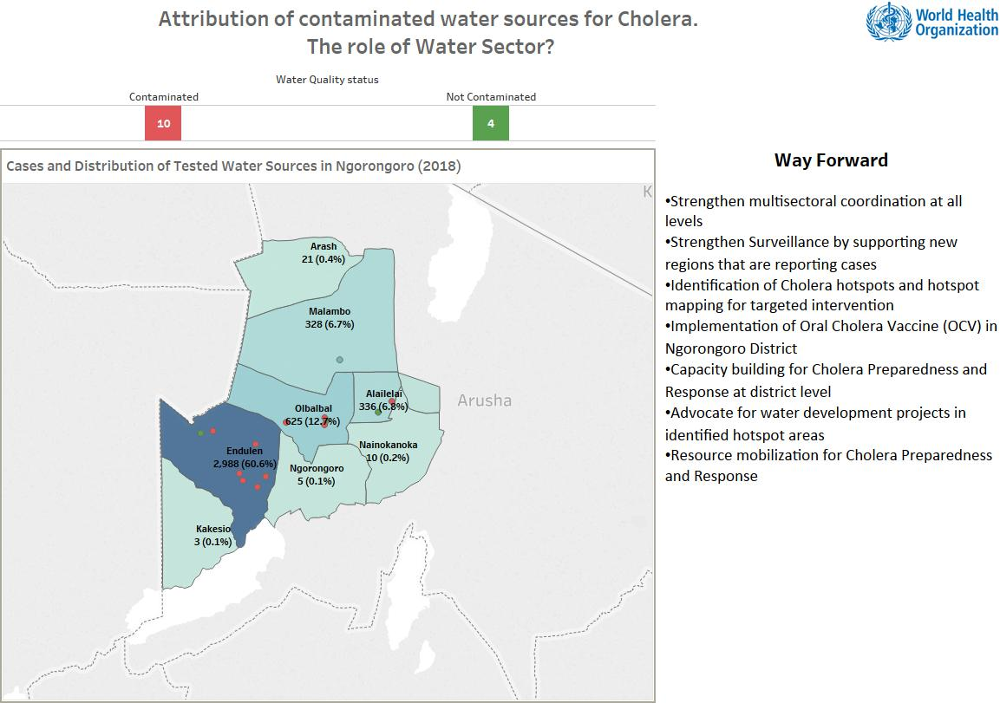 Attribution of contaminated water sources for Cholera.
The role of Water Sector?
World Health
Organization
Water Quality status
Contaminated
Not Contaminated
10
4
Cases and Distribution of Tested Water Sources in Ngorongoro (2018)
K
Arash
21 (0.4%)
Malambo
328 (6.7%)
Alailelai
336 (6.8%)
Arusha
Olbalbal
625 (12.7%)
Endulen
2,988 (60.6%)
Nainokanoka
10 (0.2%)
Ngorongoro
5 (0.1%)
Kakesio
3 (0.1%)
Way Forward
•Strengthen multisectoral coordination at all
levels
•Strengthen Surveillance by supporting new
regions that are reporting cases
•Identification of Cholera hotspots and hotspot
mapping for targeted intervention
•Implementation of Oral Cholera Vaccine (OCV) in
Ngorongoro District
•Capacity building for Cholera Preparedness and
Response at district level
•Advocate for water development projects in
identified hotspot areas
•Resource mobilization for Cholera Preparedness
and Response